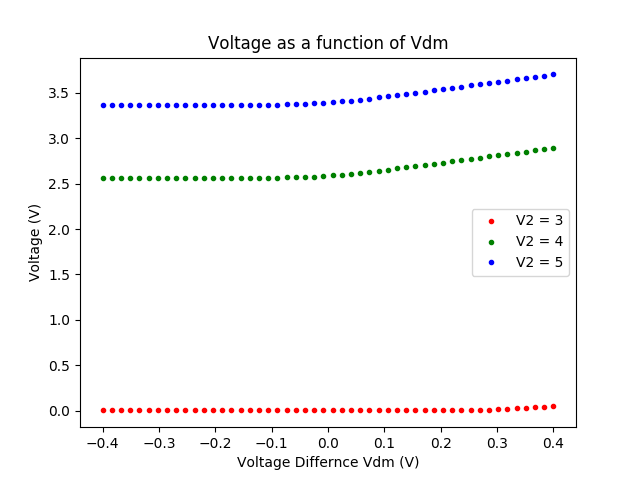 Voltage as a function of Vdm
3.5
3.0
2.5
2.0
1.5
1.0
0.5
0.0
Voltage (V)
V2 = 3
V2 = 4
V2 = 5
−0.4 −0.3 −0.2 −0.1 0.0 0.1 0.2 0.3 0.4
Voltage Differnce Vdm (V)